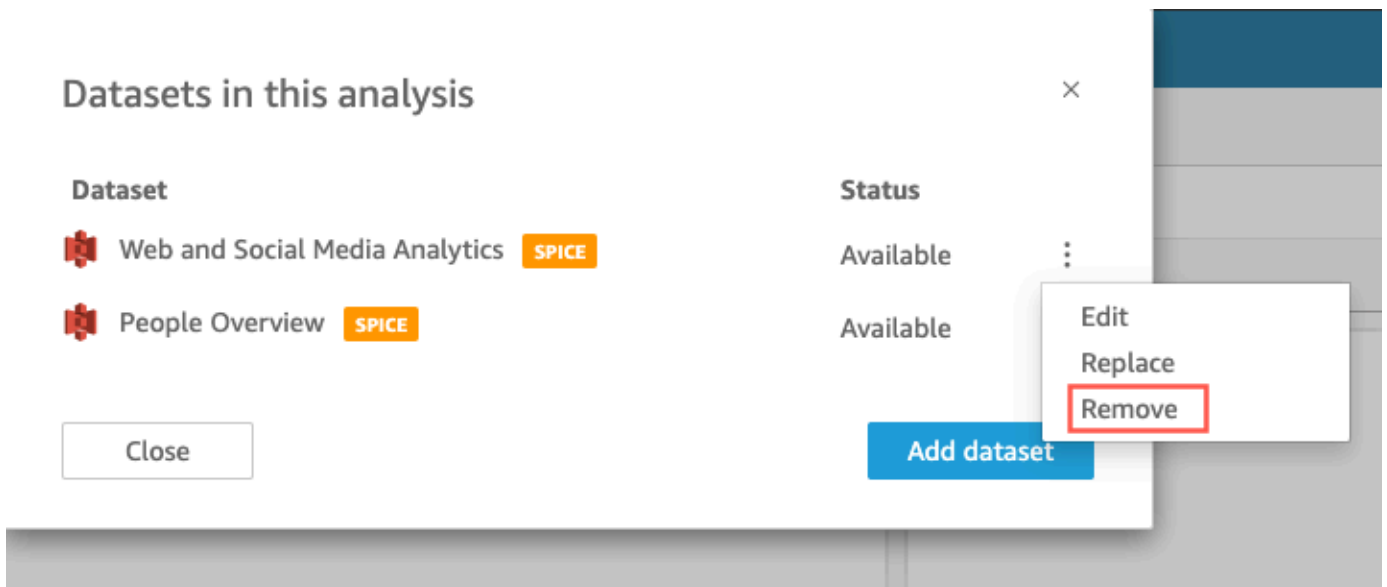 Datasets in this analysis
Dataset Status
Web and Social Media Analytics SPICE Available
People Overview SPICE Available
Edit
Replace
Remove
Close Add dataset